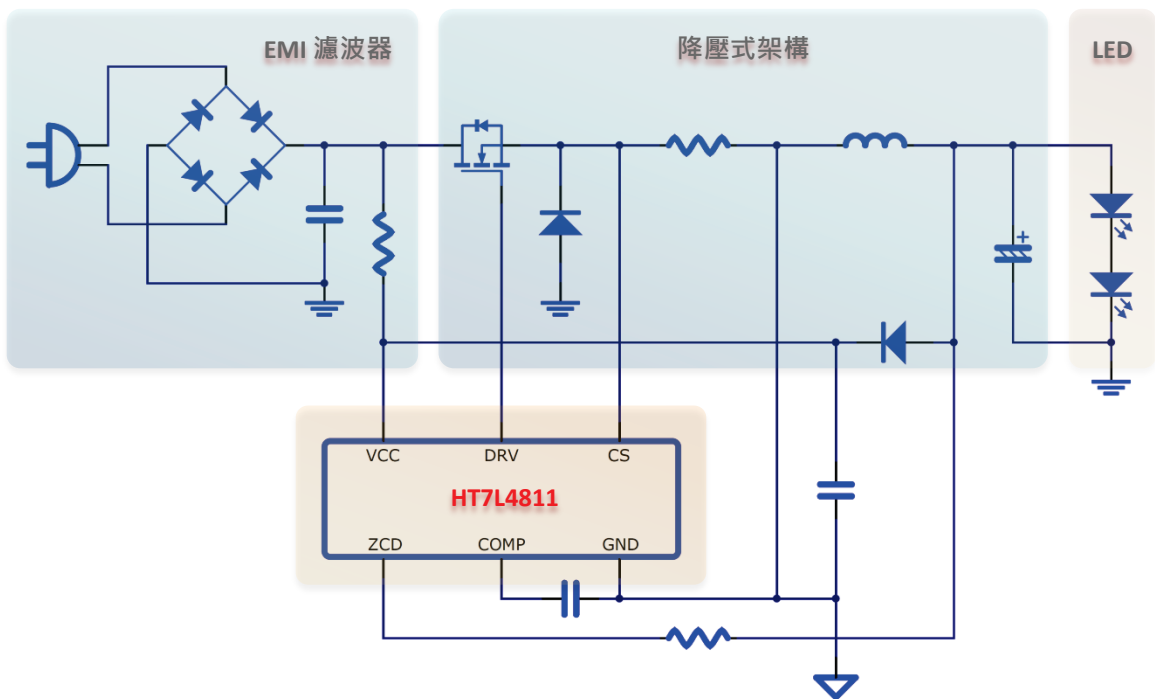 EMI 濾波器
降壓式架構
LED
+
VCC
DRV
CS
HT7L4811
ZCD
COMP
GND